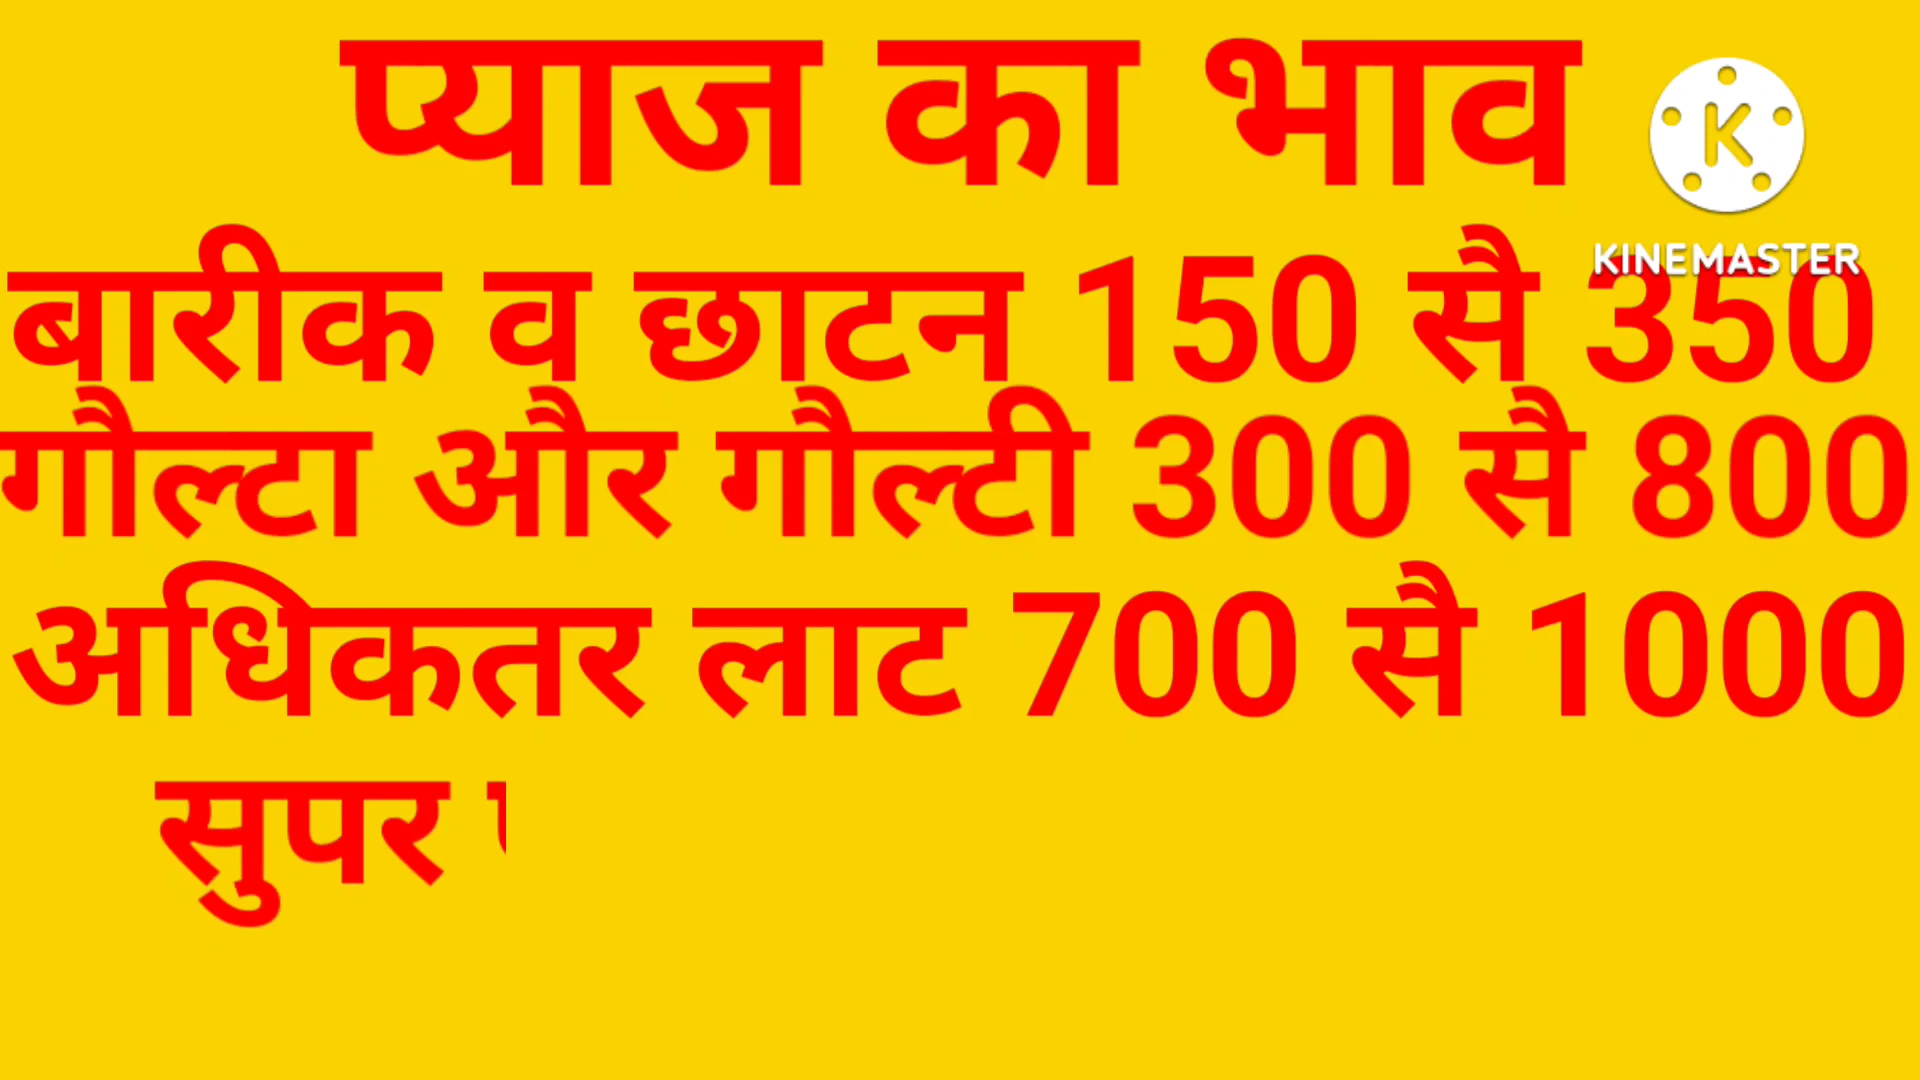 प्याज का भाव
KINEMASTER
बारीक व छाटन 150 सै 350
गौल्टा और गौल्टी 300 सै 800
अधिकतर लाट 700 सै 1000
सुपर